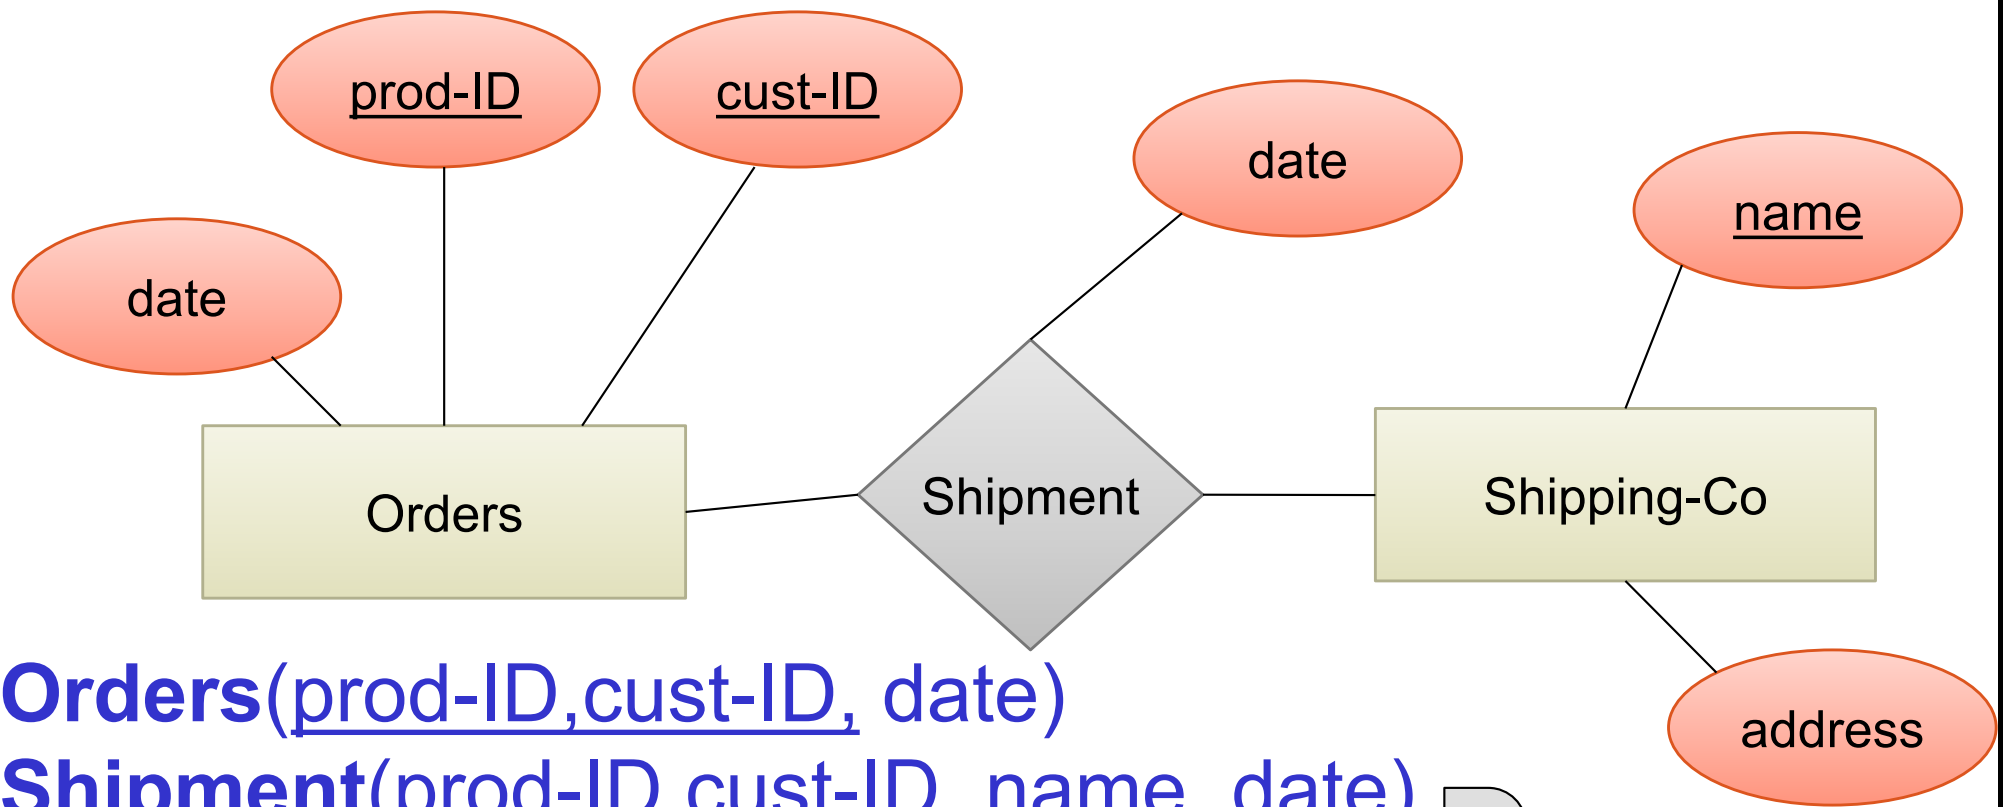 prod-ID
cust-ID
date
name
date
Orders
Shipment
Shipping-Co
Orders(prod-ID,cust-ID, date)
address
Shipment(prod-ID,cust-ID, name, date)